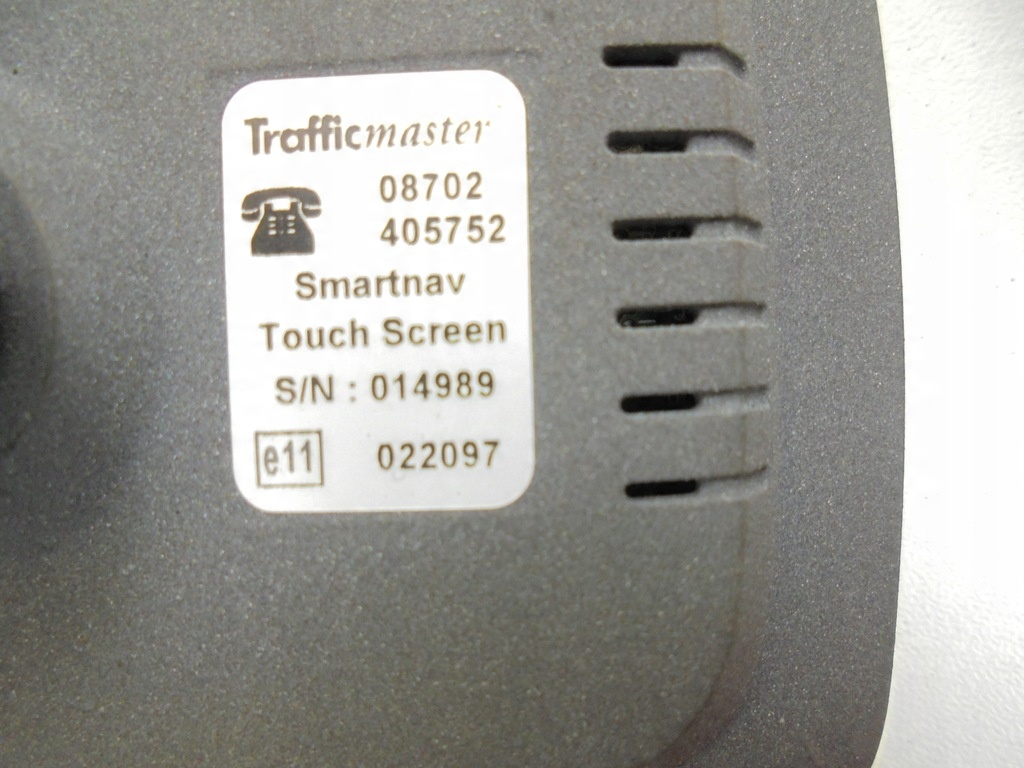 Trafficmaster
08702
405752
Smartnav
Touch Screen
S/N : 014989
e11 022097